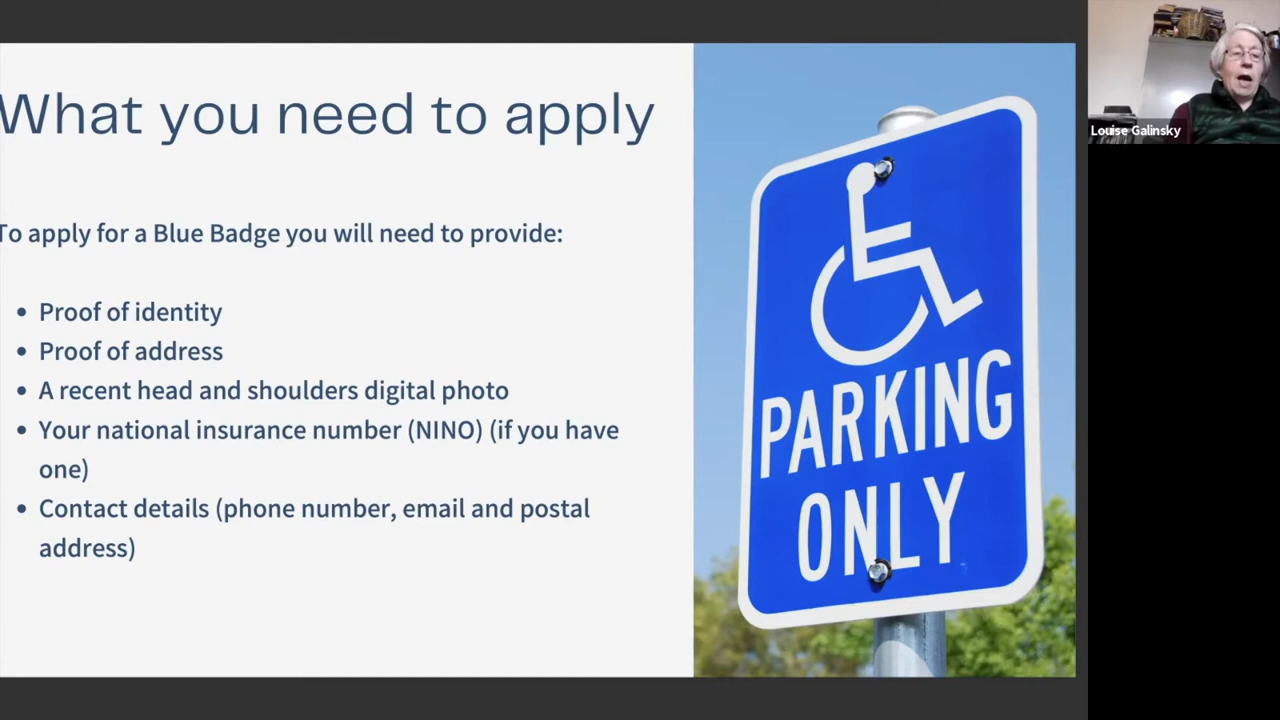 What you need to apply
To apply for a Blue Badge you will need to provide:
• Proof of identity
• Proof of address
• A recent head and shoulders digital photo
• Your national insurance number (NINO) (if you have
one)
• Contact details (phone number, email and postal
address)
PARKING
ONLY
Louise Galinsky